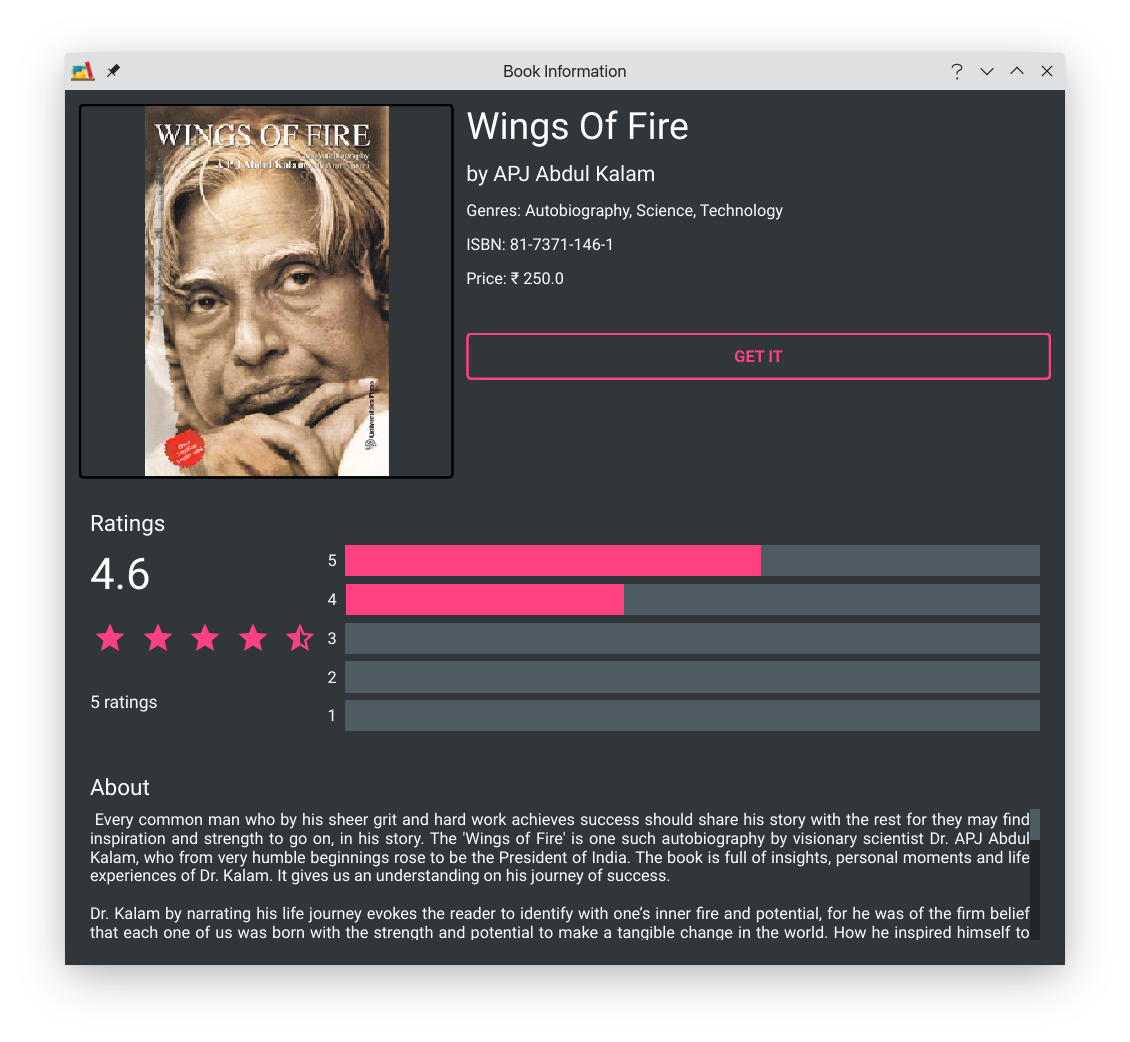 Book Information
WINGS OF FIRE
A P J Abdul Kalam
Universities Press
Wings Of Fire
by APJ Abdul Kalam
Genres: Autobiography, Science, Technology
ISBN: 81-7371-146-1
Price: ₹ 250.0
GET IT
Ratings
4.6
5 ratings
5
4
3
2
1
About
Every common man who by his sheer grit and hard work achieves success should share his story with the rest for they may find
inspiration and strength to go on, in his story. The 'Wings of Fire' is one such autobiography by visionary scientist Dr. APJ Abdul
Kalam, who from very humble beginnings rose to be the President of India. The book is full of insights, personal moments and life
experiences of Dr. Kalam. It gives us an understanding on his journey of success.
Dr. Kalam by narrating his life journey evokes the reader to identify with one’s inner fire and potential, for he was of the firm belief
that each one of us was born with the strength and potential to make a tangible change in the world. How he inspired himself to